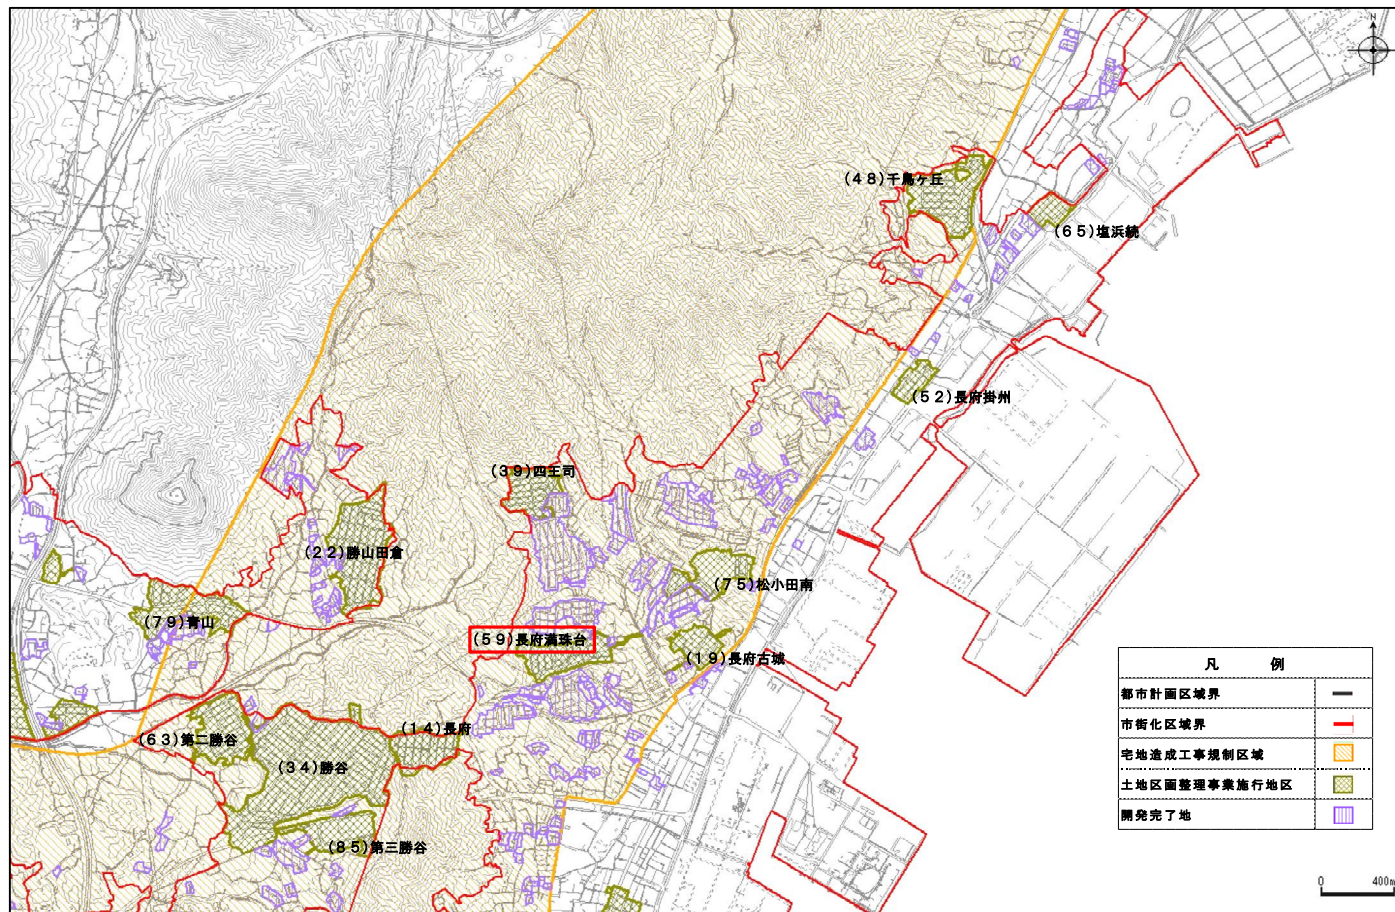 N
(48)千鳥ヶ丘
(65)塩浜続
(52)長府掛州
(39)四王司
(22)勝山田倉
(75)松小田南
(79)青山
(59)長府満珠台
(19)長府古城
(14)長府
(63)第二勝谷
(34)勝谷
(85)第三勝谷
凡 例
都市計画区域界
市街化区域界
宅地造成工事規制区域
土地区画整理事業施行地区
開発完了地
0 400m